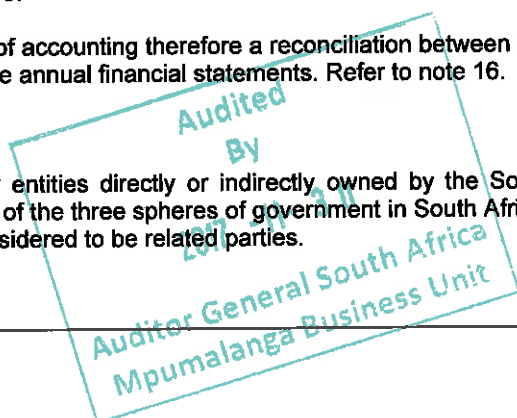 of accounting therefore a reconciliation between
e annual financial statements. Refer to note 16.
Audited
By
entities directly or indirectly owned by the So
of the three spheres of government in South Afri
sidered to be related parties.
2017
Auditor General South Africa
Mpumalanga Business Unit